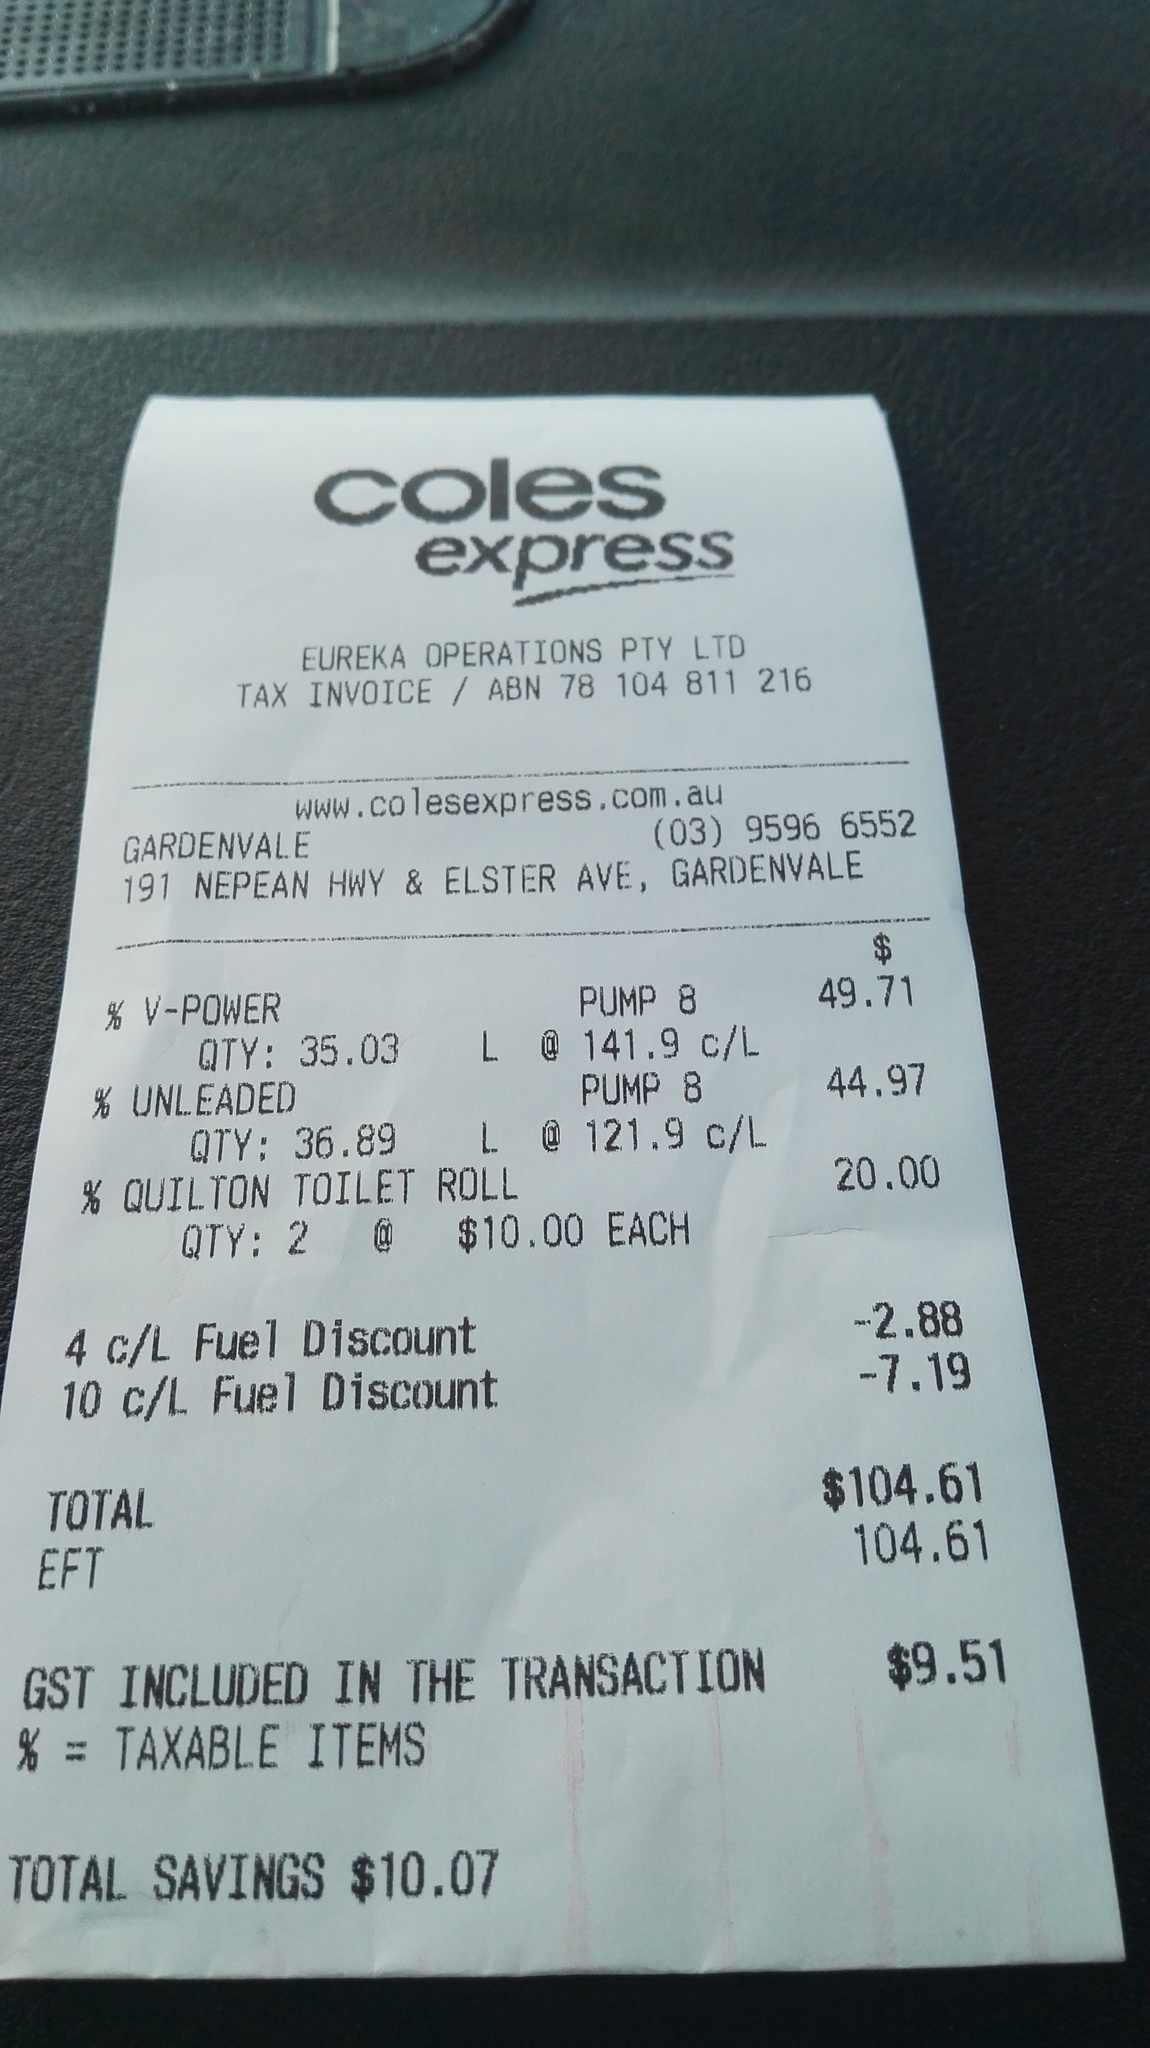 coles
express
EUREKA OPERATIONS PTY LTD
TAX INVOICE / ABN 78 104 811 216
www.colesexpress.com.au
GARDENVALE (03) 9596 6552
191 NEPEAN HWY & ELSTER AVE, GARDENVALE
$
% V-POWER PUMP 8 49.71
QTY: 35.03 L @ 141.9 c/L
% UNLEADED PUMP 8 44.97
QTY: 36.89 L @ 121.9 c/L
% QUILTON TOILET ROLL 20.00
QTY: 2 @ $10.00 EACH
4 c/L Fuel Discount -2.88
10 c/L Fuel Discount -7.19
TOTAL $104.61
EFT 104.61
GST INCLUDED IN THE TRANSACTION $9.51
% = TAXABLE ITEMS
TOTAL SAVINGS $10.07